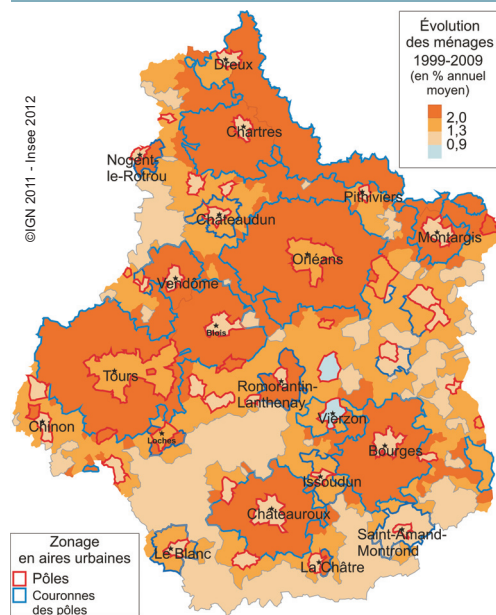 Évolution
des ménages
1999-2009
(en % annuel
moyen)
2,0
1,3
0,9
©IGN 2011 - Insee 2012
Dreux
Chartres
Nogent-
le-Rotrou
Pithiviers
Châteaudun
Montargis
Orléans
Vendôme
Blois
Tours
Romorantin-
Lanthenay
Chinon
Vierzon
Loches
Bourges
Issoudun
Châteauroux
Saint-Amand-
Montrond
Le Blanc
La Châtre
Zonage
en aires urbaines
Pôles
Couronnes
des pôles